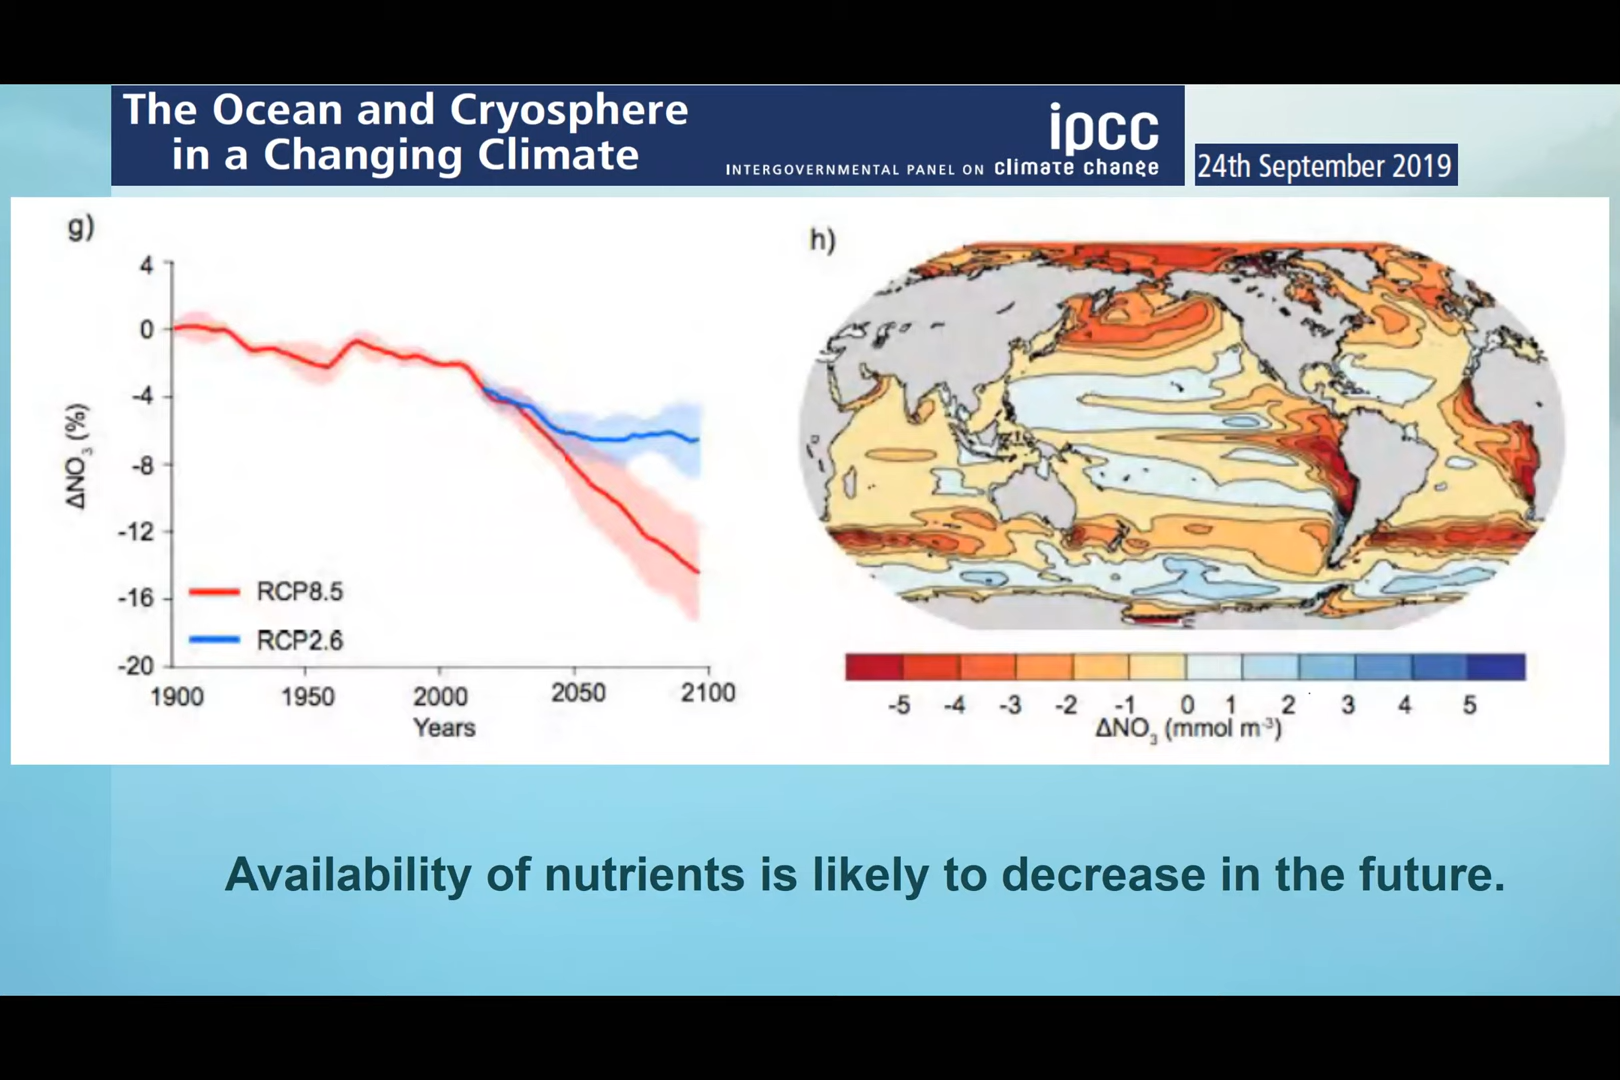 The Ocean and Cryosphere
in a Changing Climate
ipcc
INTERGOVERNMENTAL PANEL ON climate change
24th September 2019
g)
4
0
-4
-8
-12
-16
-20
ΔNO3 (%)
RCP8.5
RCP2.6
1900 1950 2000 2050 2100
Years
h)
-5 -4 -3 -2 -1 0 1 2 3 4 5
ΔNO3 (mmol m-3)
Availability of nutrients is likely to decrease in the future.